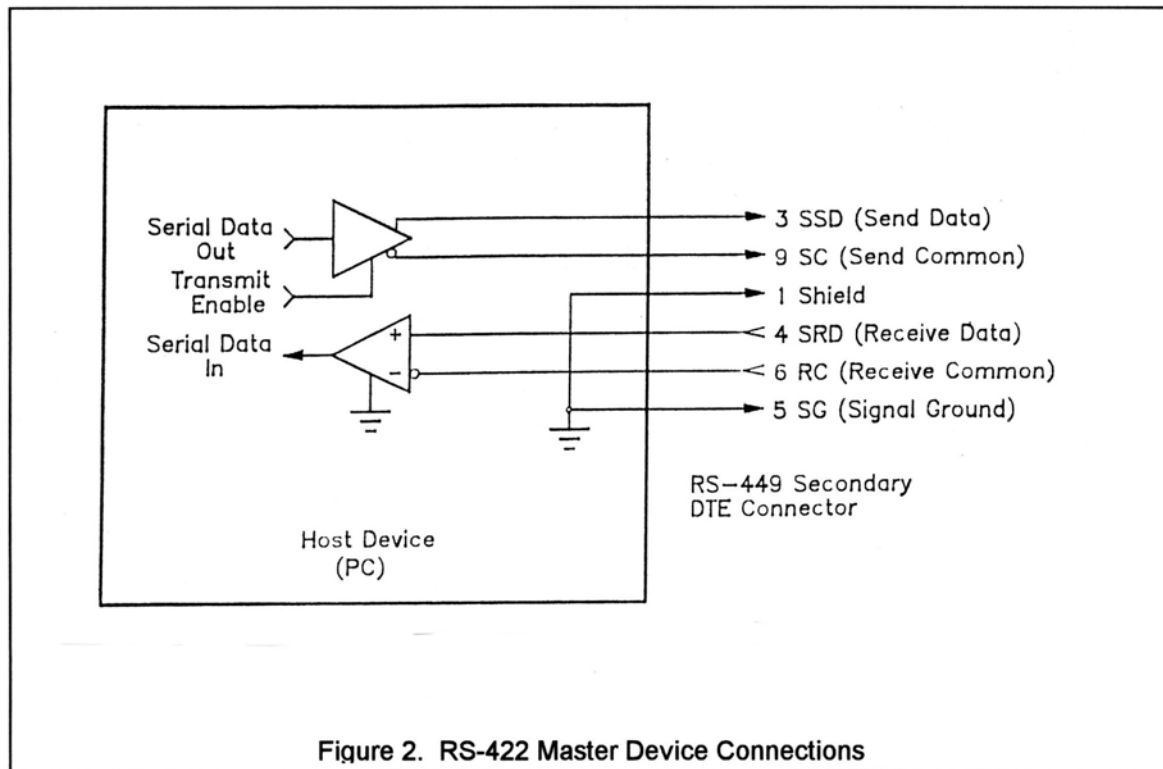 Serial Data
Out
Transmit
Enable
Serial Data
In
+
−
3 SSD (Send Data)
9 SC (Send Common)
1 Shield
4 SRD (Receive Data)
6 RC (Receive Common)
5 SG (Signal Ground)
RS-449 Secondary
DTE Connector
Host Device
(PC)
Figure 2. RS-422 Master Device Connections